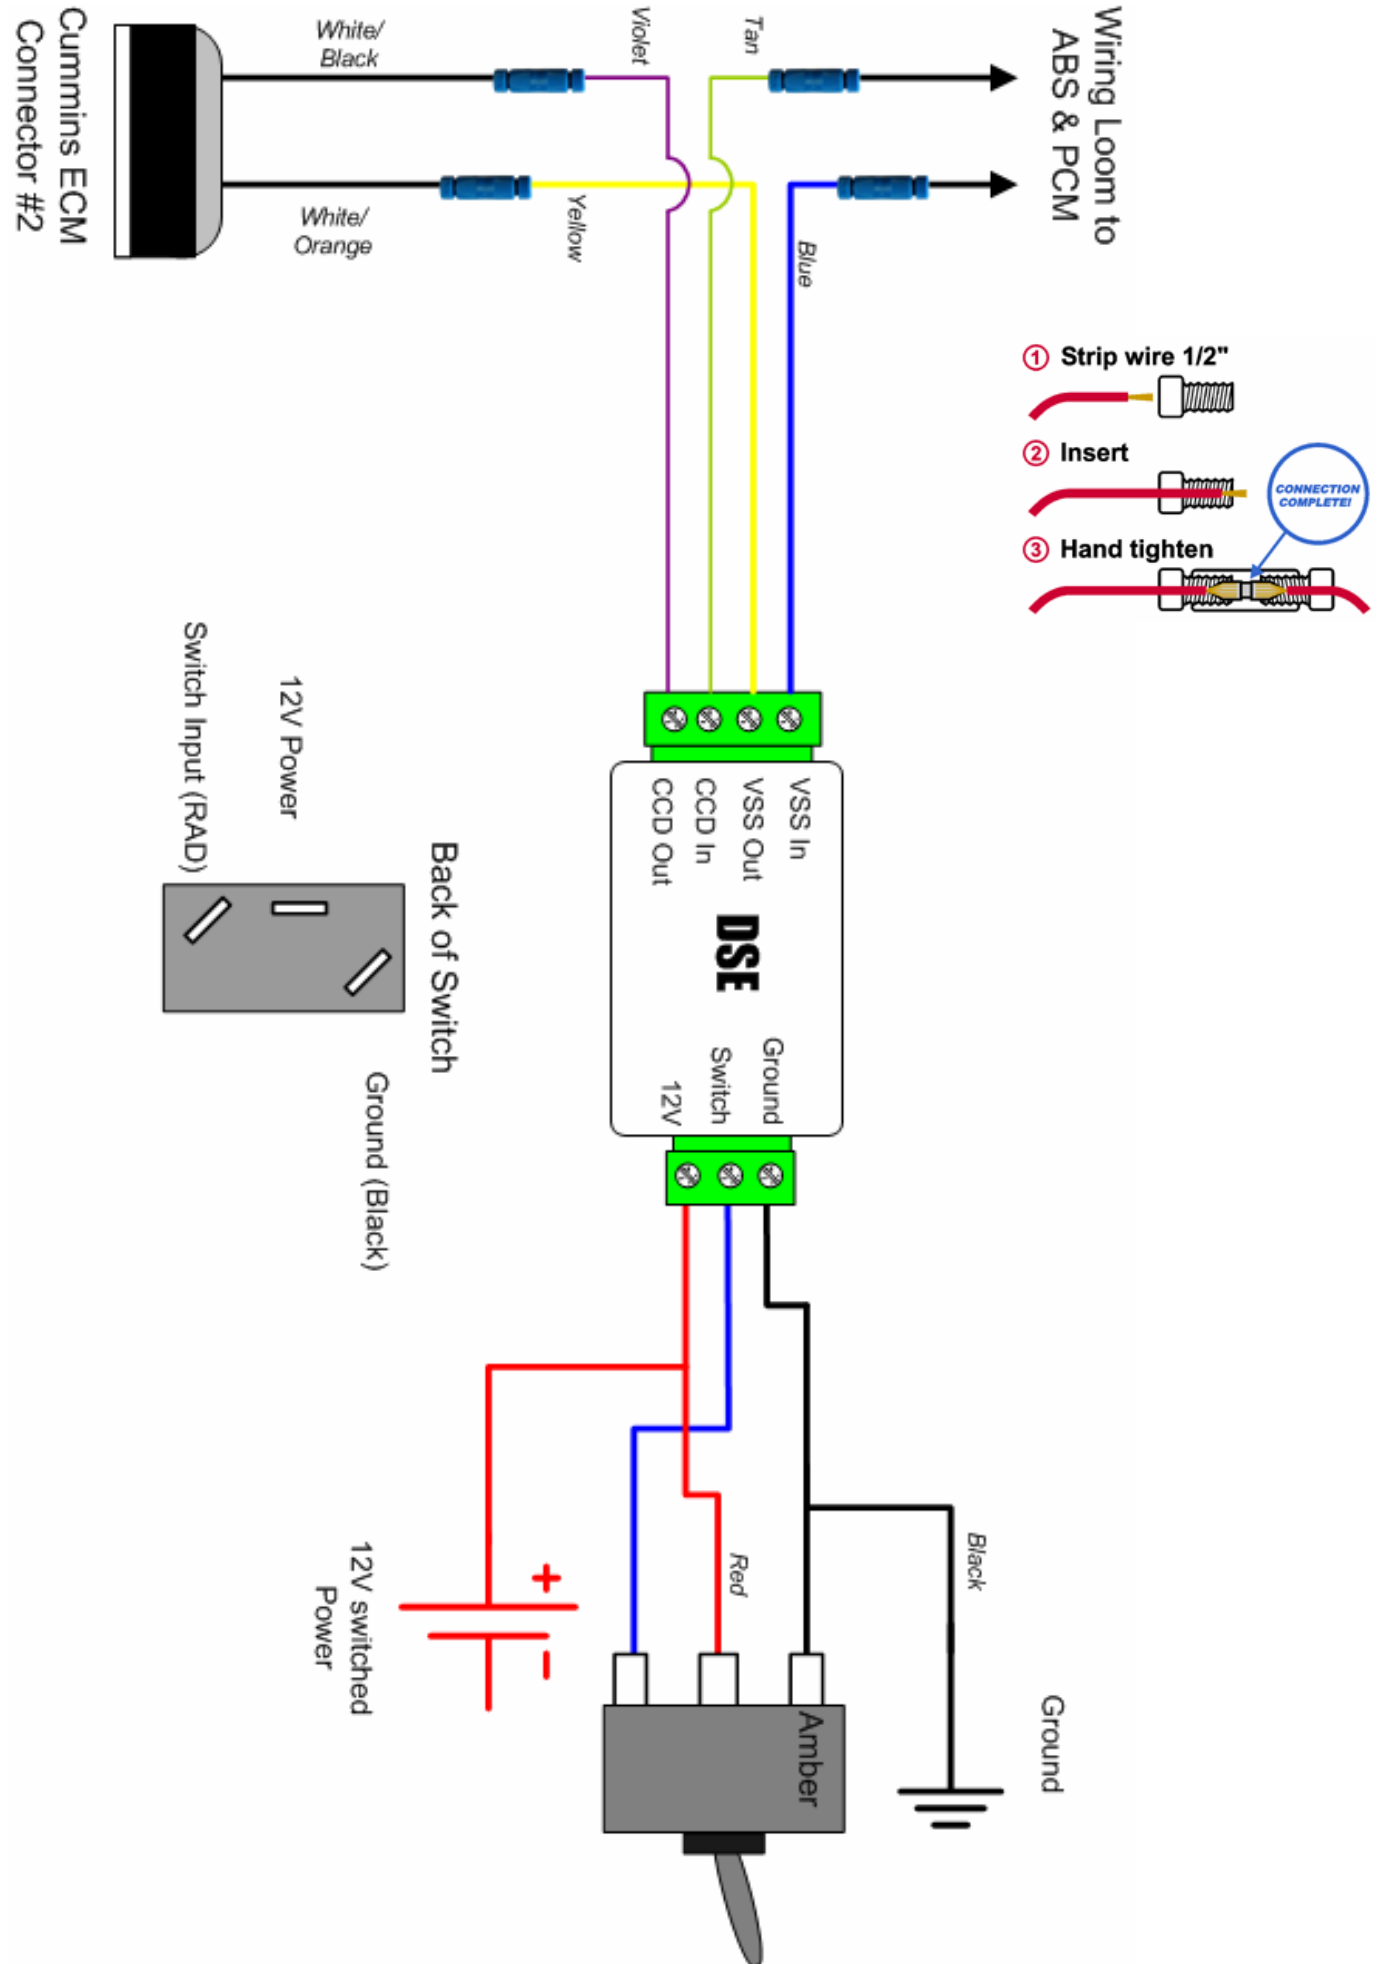 Cummins ECM
Connector #2
White/
Black
White/
Orange
Violet
Yellow
Tan
Blue
Wiring Loom to
ABS & PCM
1 Strip wire 1/2"
2 Insert
3 Hand tighten
CONNECTION
COMPLETE!
VSS In
VSS Out
CCD In
CCD Out
DSE
Ground
Switch
12V
Back of Switch
12V Power
Switch Input (RAD)
Ground (Black)
Red
Black
12V switched
Power
+
-
Amber
Ground